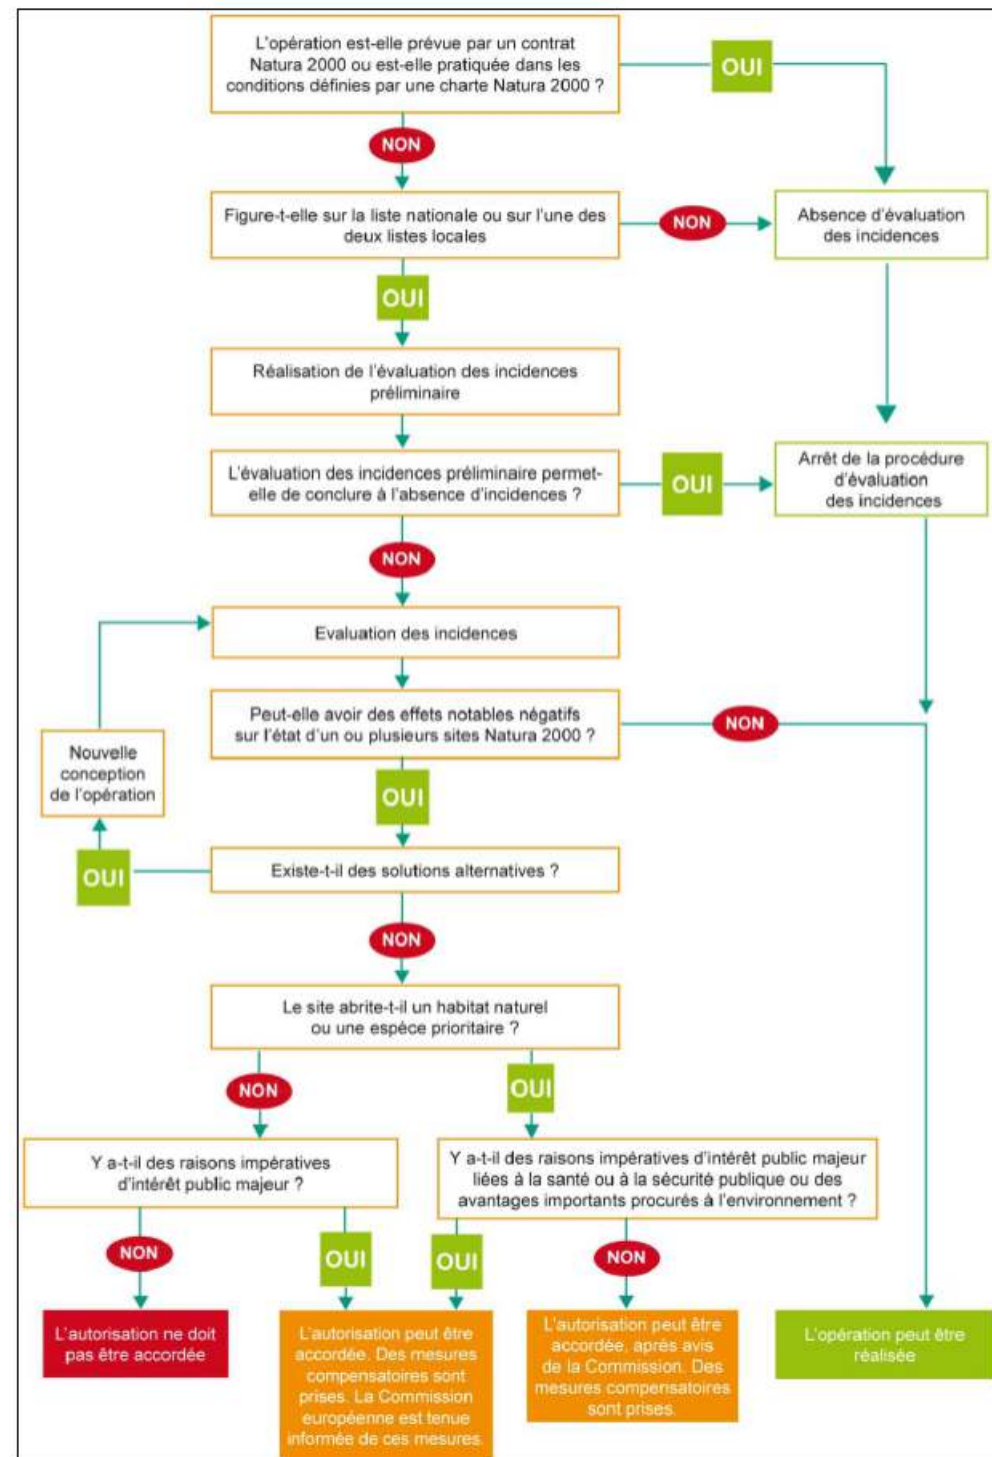 L'opération est-elle prévue par un contrat
Natura 2000 ou est-elle pratiquée dans les
conditions définies par une charte Natura 2000 ?
OUI
NON
Figure-t-elle sur la liste nationale ou sur l'une des
deux listes locales
NON
Absence d'évaluation
des incidences
OUI
Réalisation de l'évaluation des incidences
préliminaire
L'évaluation des incidences préliminaire permet-
elle de conclure à l'absence d'incidences ?
OUI
Arrêt de la procédure
d'évaluation
des incidences
NON
Evaluation des incidences
Peut-elle avoir des effets notables négatifs
sur l'état d'un ou plusieurs sites Natura 2000 ?
NON
Nouvelle
conception
de l'opération
OUI
OUI
Existe-t-il des solutions alternatives ?
NON
Le site abrite-t-il un habitat naturel
ou une espèce prioritaire ?
NON
OUI
Y a-t-il des raisons impératives
d'intérêt public majeur ?
Y a-t-il des raisons impératives d'intérêt public majeur
liées à la santé ou à la sécurité publique ou des
avantages importants procurés à l'environnement ?
NON
OUI
OUI
NON
L'autorisation ne doit
pas être accordée
L'autorisation peut être
accordée. Des mesures
compensatoires sont
prises. La Commission
européenne est tenue
informée de ces mesures.
L'autorisation peut être
accordée, après avis
de la Commission. Des
mesures compensatoires
sont prises.
L'opération peut être
réalisée